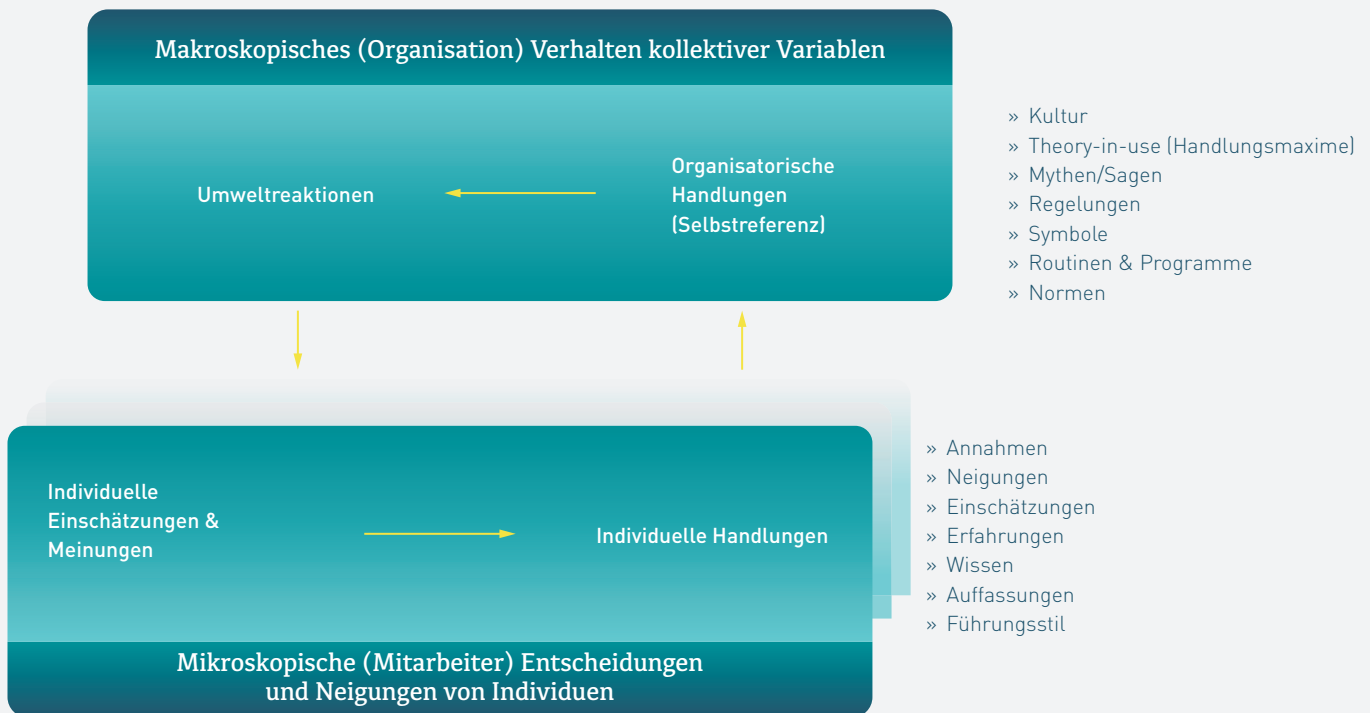 Makroskopisches (Organisation) Verhalten kollektiver Variablen
Umweltreaktionen
Organisatorische
Handlungen
(Selbstreferenz)
» Kultur
» Theory-in-use (Handlungsmaxime)
» Mythen/Sagen
» Regelungen
» Symbole
» Routinen & Programme
» Normen
Individuelle
Einschätzungen &
Meinungen
Individuelle Handlungen
» Annahmen
» Neigungen
» Einschätzungen
» Erfahrungen
» Wissen
» Auffassungen
» Führungsstil
Mikroskopische (Mitarbeiter) Entscheidungen
und Neigungen von Individuen